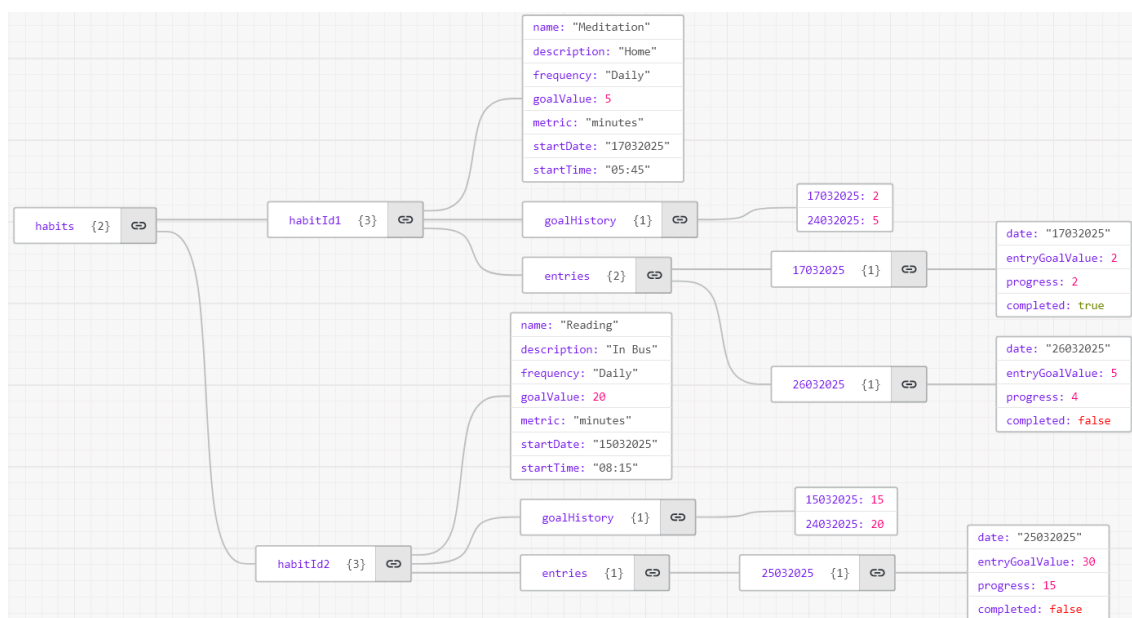 name: "Meditation"
description: "Home"
frequency: "Daily"
goalValue: 5
metric: "minutes"
startDate: "17032025"
startTime: "05:45"
habits {2}
habitId1 {3}
goalHistory {1}
17032025: 2
24032025: 5
entries {2}
17032025 {1}
date: "17032025"
entryGoalValue: 2
progress: 2
completed: true
26032025 {1}
date: "26032025"
entryGoalValue: 5
progress: 4
completed: false
name: "Reading"
description: "In Bus"
frequency: "Daily"
goalValue: 20
metric: "minutes"
startDate: "15032025"
startTime: "08:15"
habitId2 {3}
goalHistory {1}
15032025: 15
24032025: 20
entries {1}
25032025 {1}
date: "25032025"
entryGoalValue: 30
progress: 15
completed: false